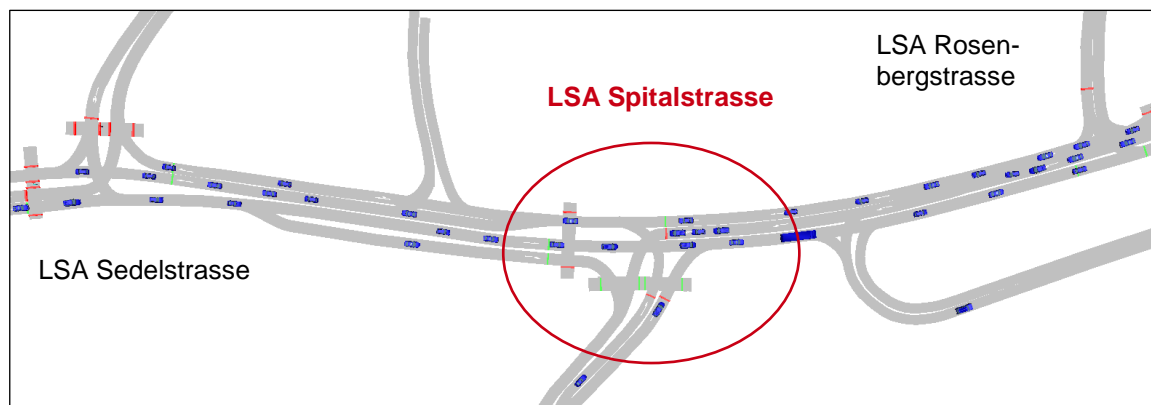 LSA Rosen-
bergstrasse
LSA Spitalstrasse
LSA Sedelstrasse